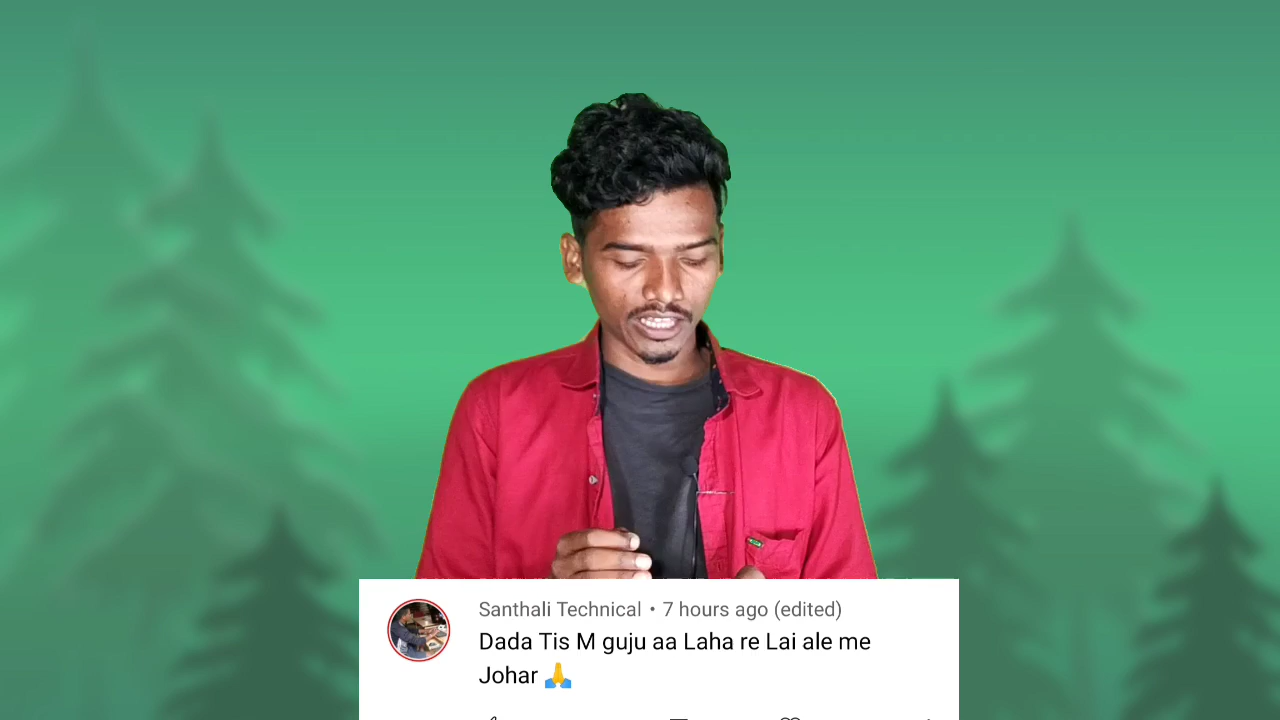 Santhali Technical • 7 hours ago (edited)
Dada Tis M guju aa Laha re Lai ale me
Johar 🙏